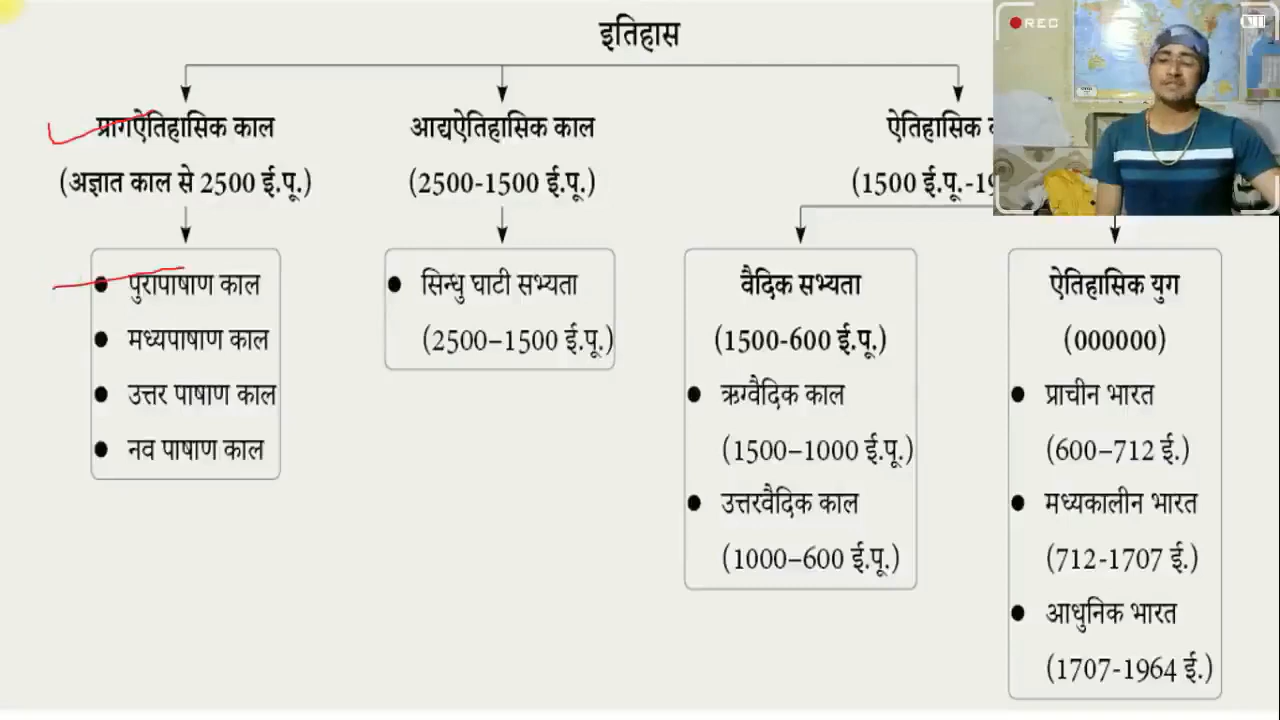 इतिहास
REC
प्रागऐतिहासिक काल
(अज्ञात काल से 2500 ई.पू.)
पुरापाषाण काल
मध्यपाषाण काल
उत्तर पाषाण काल
नव पाषाण काल
आद्यऐतिहासिक काल
(2500-1500 ई.पू.)
सिन्धु घाटी सभ्यता
(2500–1500 ई.पू.)
ऐतिहासिक
(1500 ई.पू.-19
वैदिक सभ्यता
(1500-600 ई.पू.)
ऋग्वैदिक काल
(1500–1000 ई.पू.)
उत्तरवैदिक काल
(1000–600 ई.पू.)
ऐतिहासिक युग
(000000)
प्राचीन भारत
(600–712 ई.)
मध्यकालीन भारत
(712-1707 ई.)
आधुनिक भारत
(1707-1964 ई.)